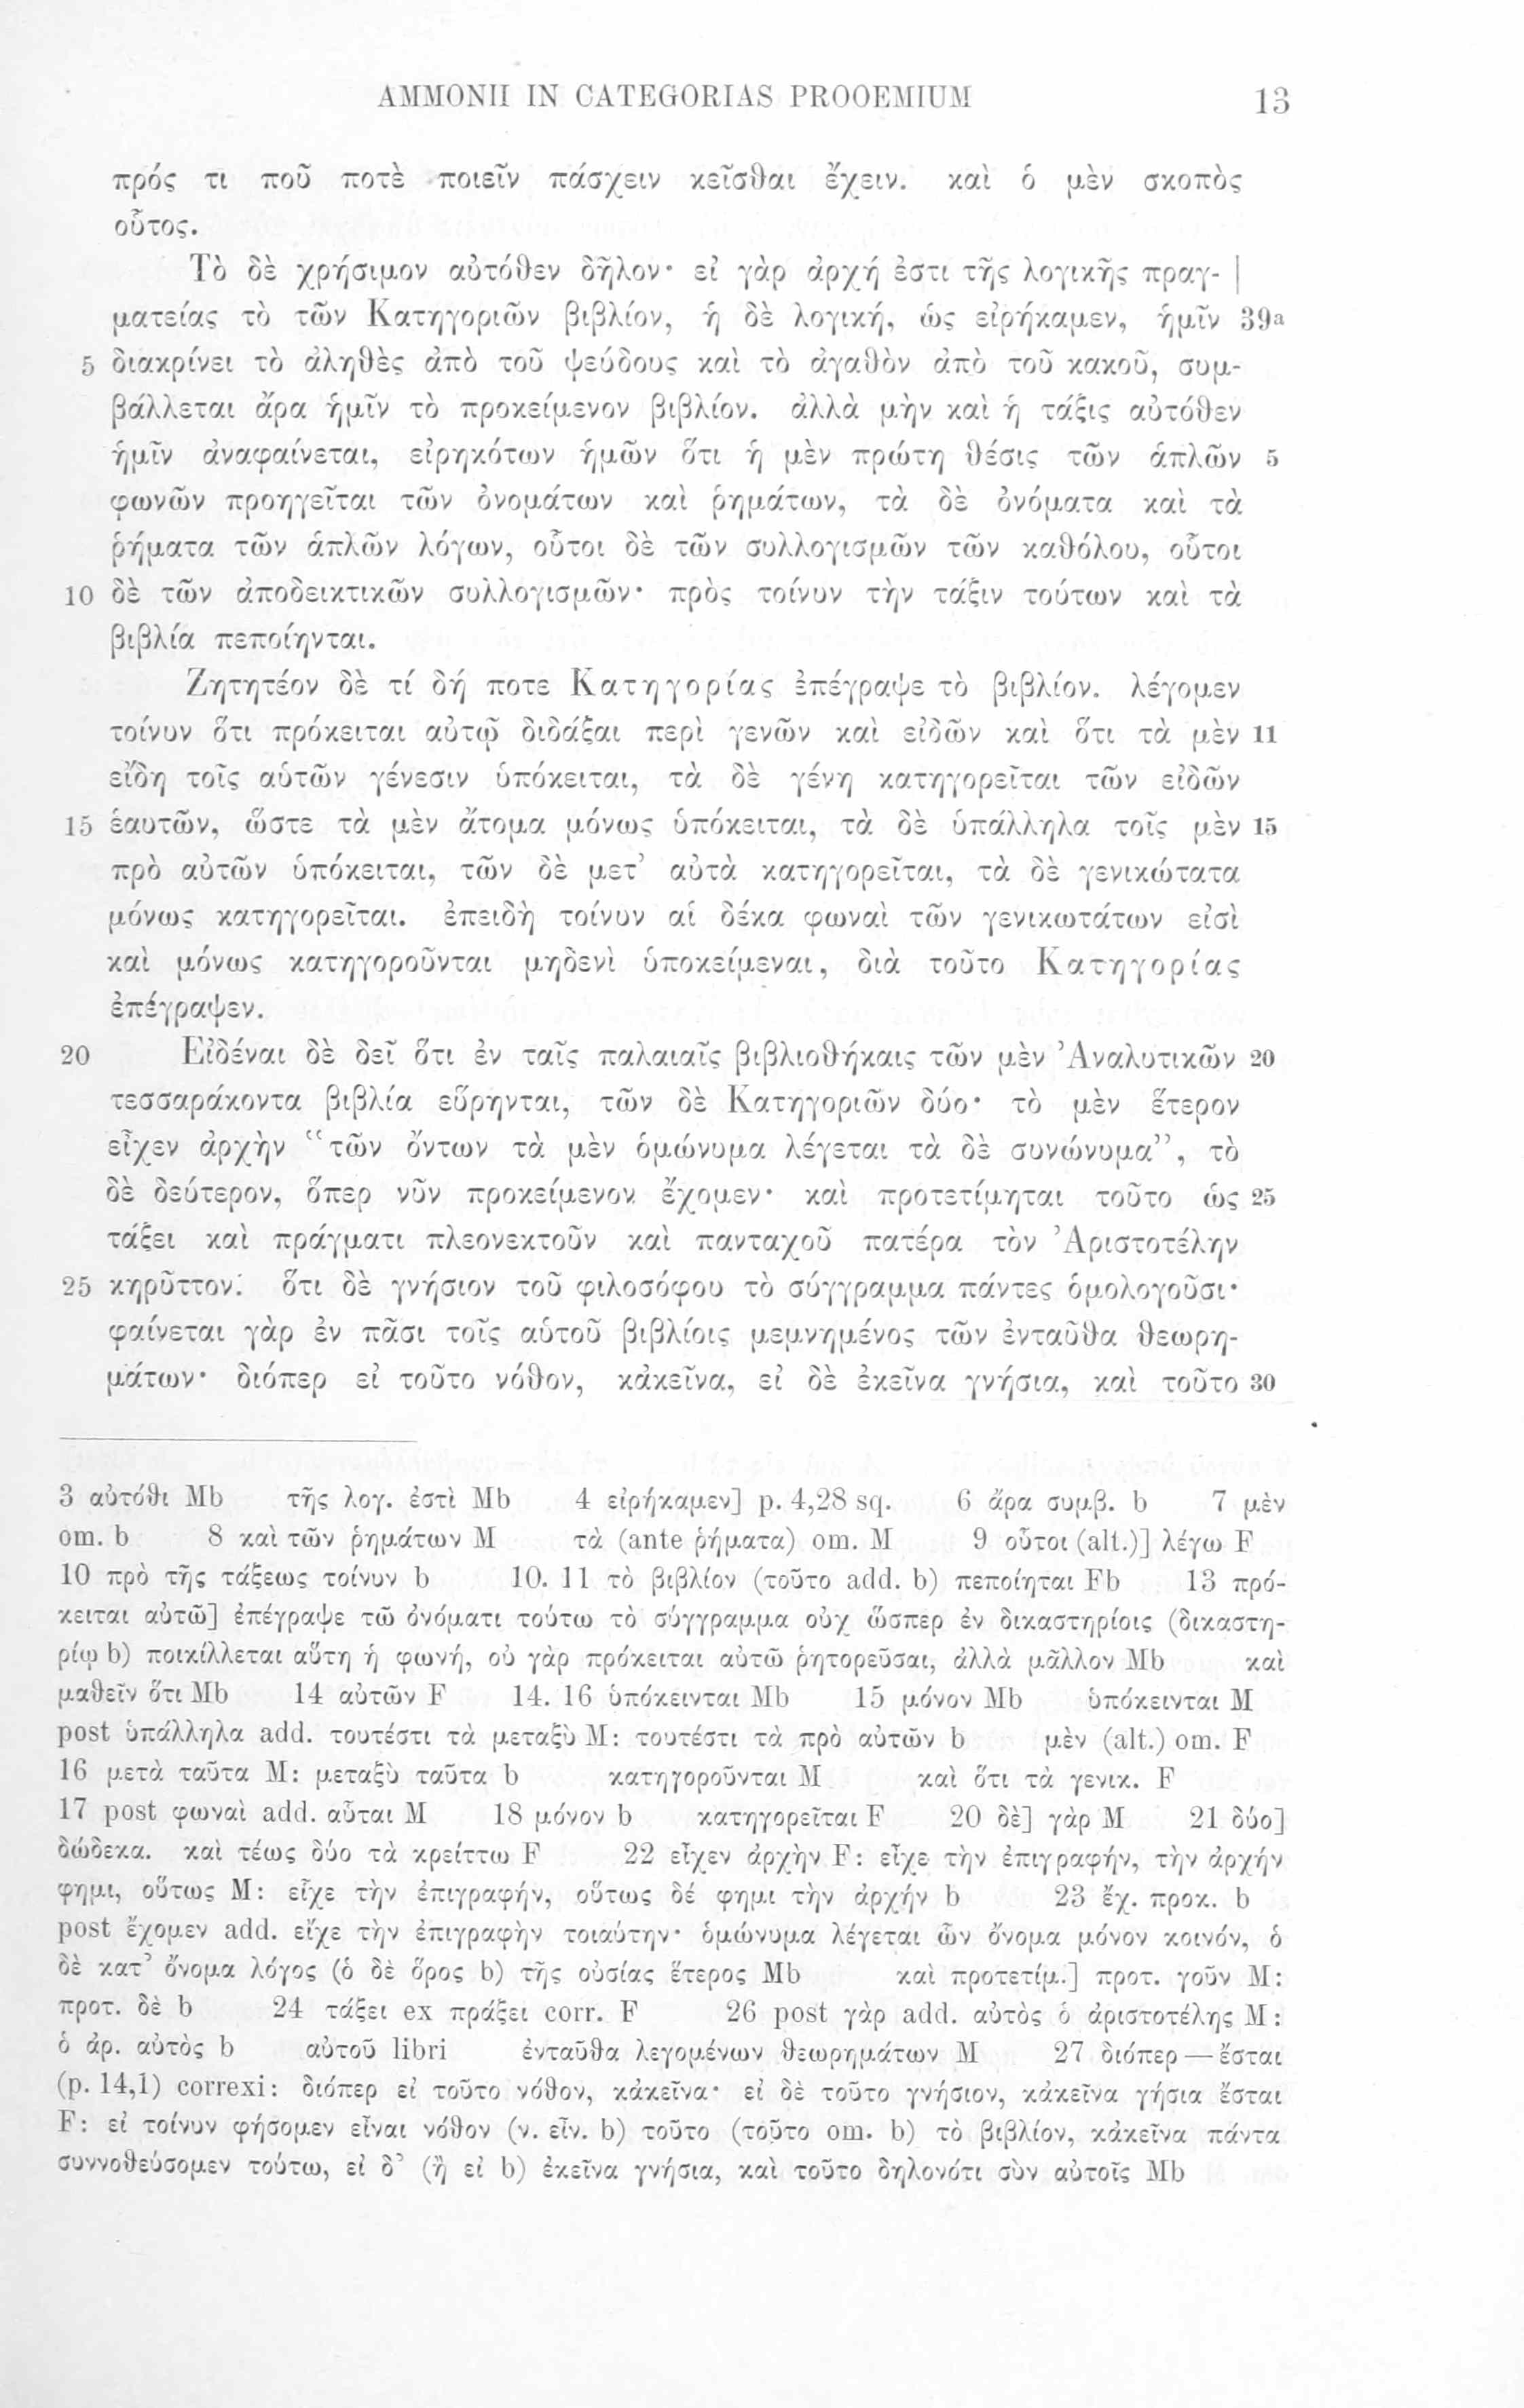 AMMONII IN CATEGORIAS PROOEMIUM 13
πρός τι ποῦ ποτὲ ποιεῖν πάσχειν κεῖσθαι ἔχειν. καὶ ὁ μὲν σκοπὸς
οὗτος.
Τὸ δὲ χρήσιμον αὐτόθεν δῆλον· εἰ γὰρ ἀρχή ἐστι τῆς λογικῆς πραγ- |
ματείας τὸ τῶν Κατηγοριῶν βιβλίον, ἡ δὲ λογική, ὡς εἰρήκαμεν, ἡμῖν 39a
5 διακρίνει τὸ ἀληθὲς ἀπὸ τοῦ ψεύδους καὶ τὸ ἀγαθὸν ἀπὸ τοῦ κακοῦ, συμ-
βάλλεται ἄρα ἡμῖν τὸ προκείμενον βιβλίον. ἀλλὰ μὴν καὶ ἡ τάξις αὐτόθεν
ἡμῖν ἀναφαίνεται, εἰρηκότων ἡμῶν ὅτι ἡ μὲν πρώτη θέσις τῶν ἁπλῶν 5
φωνῶν προηγεῖται τῶν ὀνομάτων καὶ ῥημάτων, τὰ δὲ ὀνόματα καὶ τὰ
ῥήματα τῶν ἁπλῶν λόγων, οὗτοι δὲ τῶν συλλογισμῶν τῶν καθόλου, οὗτοι
10 δὲ τῶν ἀποδεικτικῶν συλλογισμῶν· πρὸς τοίνυν τὴν τάξιν τούτων καὶ τὰ
βιβλία πεποίηνται.
Ζητητέον δὲ τί δή ποτε Κατηγορίας ἐπέγραψε τὸ βιβλίον. λέγομεν
τοίνυν ὅτι πρόκειται αὐτῷ διδάξαι περὶ γενῶν καὶ εἰδῶν καὶ ὅτι τὰ μὲν 11
εἴδη τοῖς αὑτῶν γένεσιν ὑπόκειται, τὰ δὲ γένη κατηγορεῖται τῶν εἰδῶν
15 ἑαυτῶν, ὥστε τὰ μὲν ἄτομα μόνως ὑπόκειται, τὰ δὲ ὑπάλληλα τοῖς μὲν 15
πρὸ αὐτῶν ὑπόκειται, τῶν δὲ μετ’ αὐτὰ κατηγορεῖται, τὰ δὲ γενικώτατα
μόνως κατηγορεῖται. ἐπειδὴ τοίνυν αἱ δέκα φωναὶ τῶν γενικωτάτων εἰσὶ
καὶ μόνως κατηγοροῦνται μηδενὶ ὑποκείμεναι, διὰ τοῦτο Κατηγορίας
ἐπέγραψεν.
20 Εἰδέναι δὲ δεῖ ὅτι ἐν ταῖς παλαιαῖς βιβλιοθήκαις τῶν μὲν Ἀναλυτικῶν 20
τεσσαράκοντα βιβλία εὕρηνται, τῶν δὲ Κατηγοριῶν δύο· τὸ μὲν ἕτερον
εἶχεν ἀρχὴν “τῶν ὄντων τὰ μὲν ὁμώνυμα λέγεται τὰ δὲ συνώνυμα”, τὸ
δὲ δεύτερον, ὅπερ νῦν προκείμενον ἔχομεν· καὶ προτετίμηται τοῦτο ὡς 25
τάξει καὶ πράγματι πλεονεκτοῦν καὶ πανταχοῦ πατέρα τὸν Ἀριστοτέλην
25 κηρῦττον. ὅτι δὲ γνήσιον τοῦ φιλοσόφου τὸ σύγγραμμα πάντες ὁμολογοῦσι·
φαίνεται γὰρ ἐν πᾶσι τοῖς αὑτοῦ βιβλίοις μεμνημένος τῶν ἐνταῦθα θεωρη-
μάτων· διόπερ εἰ τοῦτο νόθον, κἀκεῖνα, εἰ δὲ ἐκεῖνα γνήσια, καὶ τοῦτο 30
3 αὐτόθι Mb τῆς λογ. ἐστὶ Mb 4 εἰρήκαμεν] p. 4,28 sq. 6 ἄρα συμβ. b 7 μὲν
om. b 8 καὶ τῶν ῥημάτων M τὰ (ante ῥήματα) om. M 9 οὗτοι (alt.)] λέγω F
10 πρὸ τῆς τάξεως τοίνυν b 10. 11 τὸ βιβλίον (τοῦτο add. b) πεποίηται Fb 13 πρό-
κειται αὐτῶ] ἐπέγραψε τῶ ὀνόματι τούτω τὸ σύγγραμμα οὐχ ὥσπερ ἐν δικαστηρίοις (δικαστη-
ρίῳ b) ποικίλλεται αὕτη ἡ φωνή, οὐ γὰρ πρόκειται αὐτῶ ῥητορεῦσαι, ἀλλὰ μᾶλλον Mb καὶ
μαθεῖν ὅτι Mb 14 αὐτῶν F 14. 16 ὑπόκεινται Mb 15 μόνον Mb ὑπόκεινται M
post ὑπάλληλα add. τουτέστι τὰ μεταξὺ M: τουτέστι τὰ πρὸ αὐτῶν b μὲν (alt.) om. F
16 μετὰ ταῦτα M: μεταξὺ ταῦτα b κατηγοροῦνται M καὶ ὅτι τὰ γενικ. F
17 post φωναὶ add. αὗται M 18 μόνον b κατηγορεῖται F 20 δὲ] γὰρ M 21 δύο]
δώδεκα. καὶ τέως δύο τὰ κρείττω F 22 εἶχεν ἀρχὴν F: εἶχε τὴν ἐπιγραφήν, τὴν ἀρχήν
φημι, οὕτως M: εἶχε τὴν ἐπιγραφήν, οὕτως δέ φημι τὴν ἀρχήν b 23 ἔχ. προκ. b
post ἔχομεν add. εἶχε τὴν ἐπιγραφὴν τοιαύτην· ὁμώνυμα λέγεται ὧν ὄνομα μόνον κοινόν, ὁ
δὲ κατ’ ὄνομα λόγος (ὁ δὲ ὅρος b) τῆς οὐσίας ἕτερος Mb καὶ προτετίμ.] προτ. γοῦν M:
προτ. δὲ b 24 τάξει ex πράξει corr. F 26 post γὰρ add. αὐτὸς ὁ ἀριστοτέλης M:
ὁ ἀρ. αὐτὸς b αὐτοῦ libri ἐνταῦθα λεγομένων θεωρημάτων M 27 διόπερ — ἔσται
(p. 14,1) correxi: διόπερ εἰ τοῦτο νόθον, κἀκεῖνα· εἰ δὲ τοῦτο γνήσιον, κἀκεῖνα γήσια ἔσται
F: εἰ τοίνυν φήσομεν εἶναι νόθον (ν. εἶν. b) τοῦτο (τοῦτο om. b) τὸ βιβλίον, κἀκεῖνα πάντα
συννοθεύσομεν τούτω, εἰ δ’ (ἢ εἰ b) ἐκεῖνα γνήσια, καὶ τοῦτο δηλονότι σὺν αὐτοῖς Mb